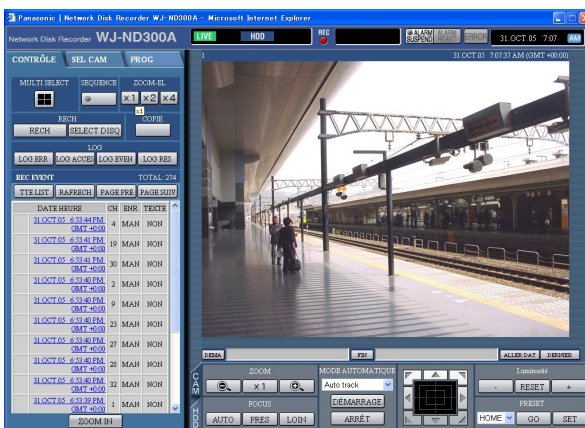 Panasonic | Network Disk Recorder WJ-ND300A - Microsoft Internet Explorer
Network Disk Recorder WJ-ND300A
LIVE HDD REC ALARM SUSPEND ALARM RESET ERROR 31.OCT.05 7:07 AM
CONTRÔLE SEL CAM PROG
1 31.OCT.05 7:07:37 AM (GMT +00:00)
MULTI SELECT SEQUENCE ZOOM-EL
x1 x2 x4
x1
RECH COPIE
RECH SELECT DISQ
LOG
LOG ERR LOG ACCES LOG EVEN LOG RES
REC EVENT TOTAL: 274
TTE LIST RAFRECH PAGE PRE PAGE SUIV
DATE HEURE CH ENR TEXTE
31.OCT.05 6:53:44 PM GMT +0:00 4 MAN NON
31.OCT.05 6:53:41 PM GMT +0:00 19 MAN NON
31.OCT.05 6:53:41 PM GMT +0:00 30 MAN NON
31.OCT.05 6:53:40 PM GMT +0:00 2 MAN NON
31.OCT.05 6:53:40 PM GMT +0:00 9 MAN NON
31.OCT.05 6:53:40 PM GMT +0:00 23 MAN NON
31.OCT.05 6:53:40 PM GMT +0:00 27 MAN NON
31.OCT.05 6:53:40 PM GMT +0:00 28 MAN NON
31.OCT.05 6:53:40 PM GMT +0:00 32 MAN NON
31.OCT.05 6:53:39 PM GMT +0:00 1 MAN NON
ZOOM IN
DEMA FIN ALLER DAT DERNIER
CAM
HDD
ZOOM
x1
FOCUS
AUTO PRES LOIN
MODE AUTOMATIQUE
Auto track
DÉMARRAGE
ARRÊT
Luminosité
- RESET +
PRESET
HOME GO SET